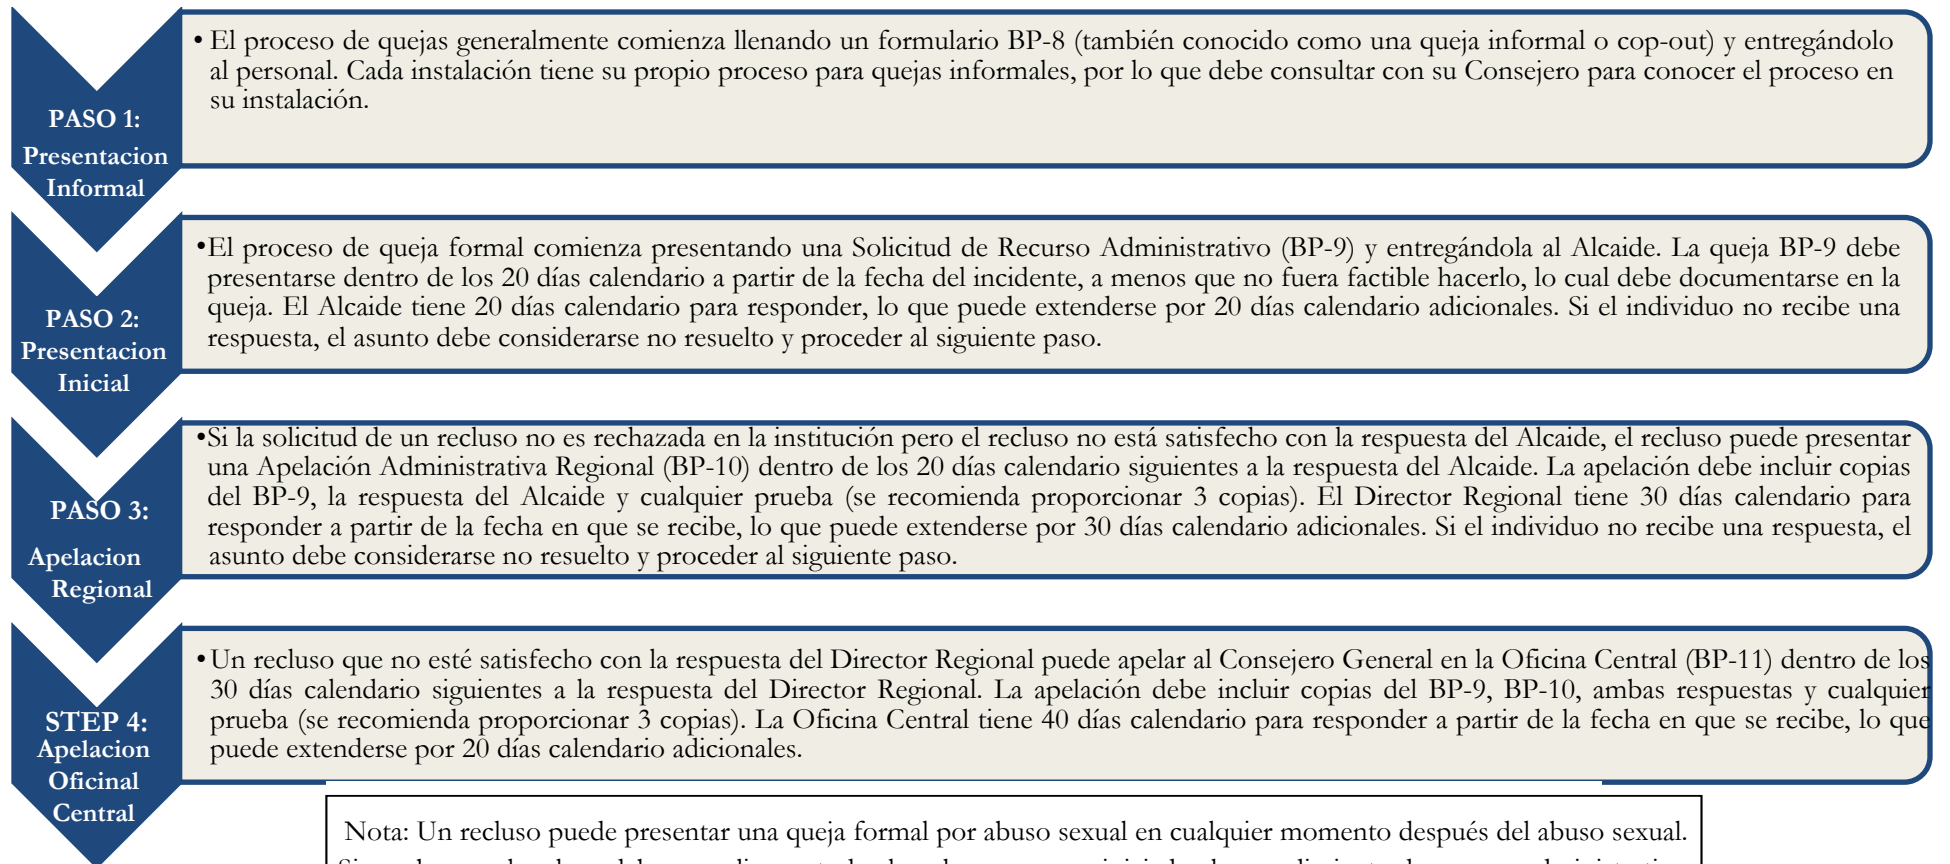 PASO 1:
Presentacion
Informal
• El proceso de quejas generalmente comienza llenando un formulario BP-8 (también conocido como una queja informal o cop-out) y entregándolo
al personal. Cada instalación tiene su propio proceso para quejas informales, por lo que debe consultar con su Consejero para conocer el proceso en
su instalación.
PASO 2:
Presentacion
Inicial
•El proceso de queja formal comienza presentando una Solicitud de Recurso Administrativo (BP-9) y entregándola al Alcaide. La queja BP-9 debe
presentarse dentro de los 20 días calendario a partir de la fecha del incidente, a menos que no fuera factible hacerlo, lo cual debe documentarse en la
queja. El Alcaide tiene 20 días calendario para responder, lo que puede extenderse por 20 días calendario adicionales. Si el individuo no recibe una
respuesta, el asunto debe considerarse no resuelto y proceder al siguiente paso.
PASO 3:
Apelacion
Regional
•Si la solicitud de un recluso no es rechazada en la institución pero el recluso no está satisfecho con la respuesta del Alcaide, el recluso puede presentar
una Apelación Administrativa Regional (BP-10) dentro de los 20 días calendario siguientes a la respuesta del Alcaide. La apelación debe incluir copias
del BP-9, la respuesta del Alcaide y cualquier prueba (se recomienda proporcionar 3 copias). El Director Regional tiene 30 días calendario para
responder a partir de la fecha en que se recibe, lo que puede extenderse por 30 días calendario adicionales. Si el individuo no recibe una respuesta, el
asunto debe considerarse no resuelto y proceder al siguiente paso.
STEP 4:
Apelacion
Oficinal
Central
• Un recluso que no esté satisfecho con la respuesta del Director Regional puede apelar al Consejero General en la Oficina Central (BP-11) dentro de los
30 días calendario siguientes a la respuesta del Director Regional. La apelación debe incluir copias del BP-9, BP-10, ambas respuestas y cualquier
prueba (se recomienda proporcionar 3 copias). La Oficina Central tiene 40 días calendario para responder a partir de la fecha en que se recibe, lo que
puede extenderse por 20 días calendario adicionales.
Nota: Un recluso puede presentar una queja formal por abuso sexual en cualquier momento después del abuso sexual.